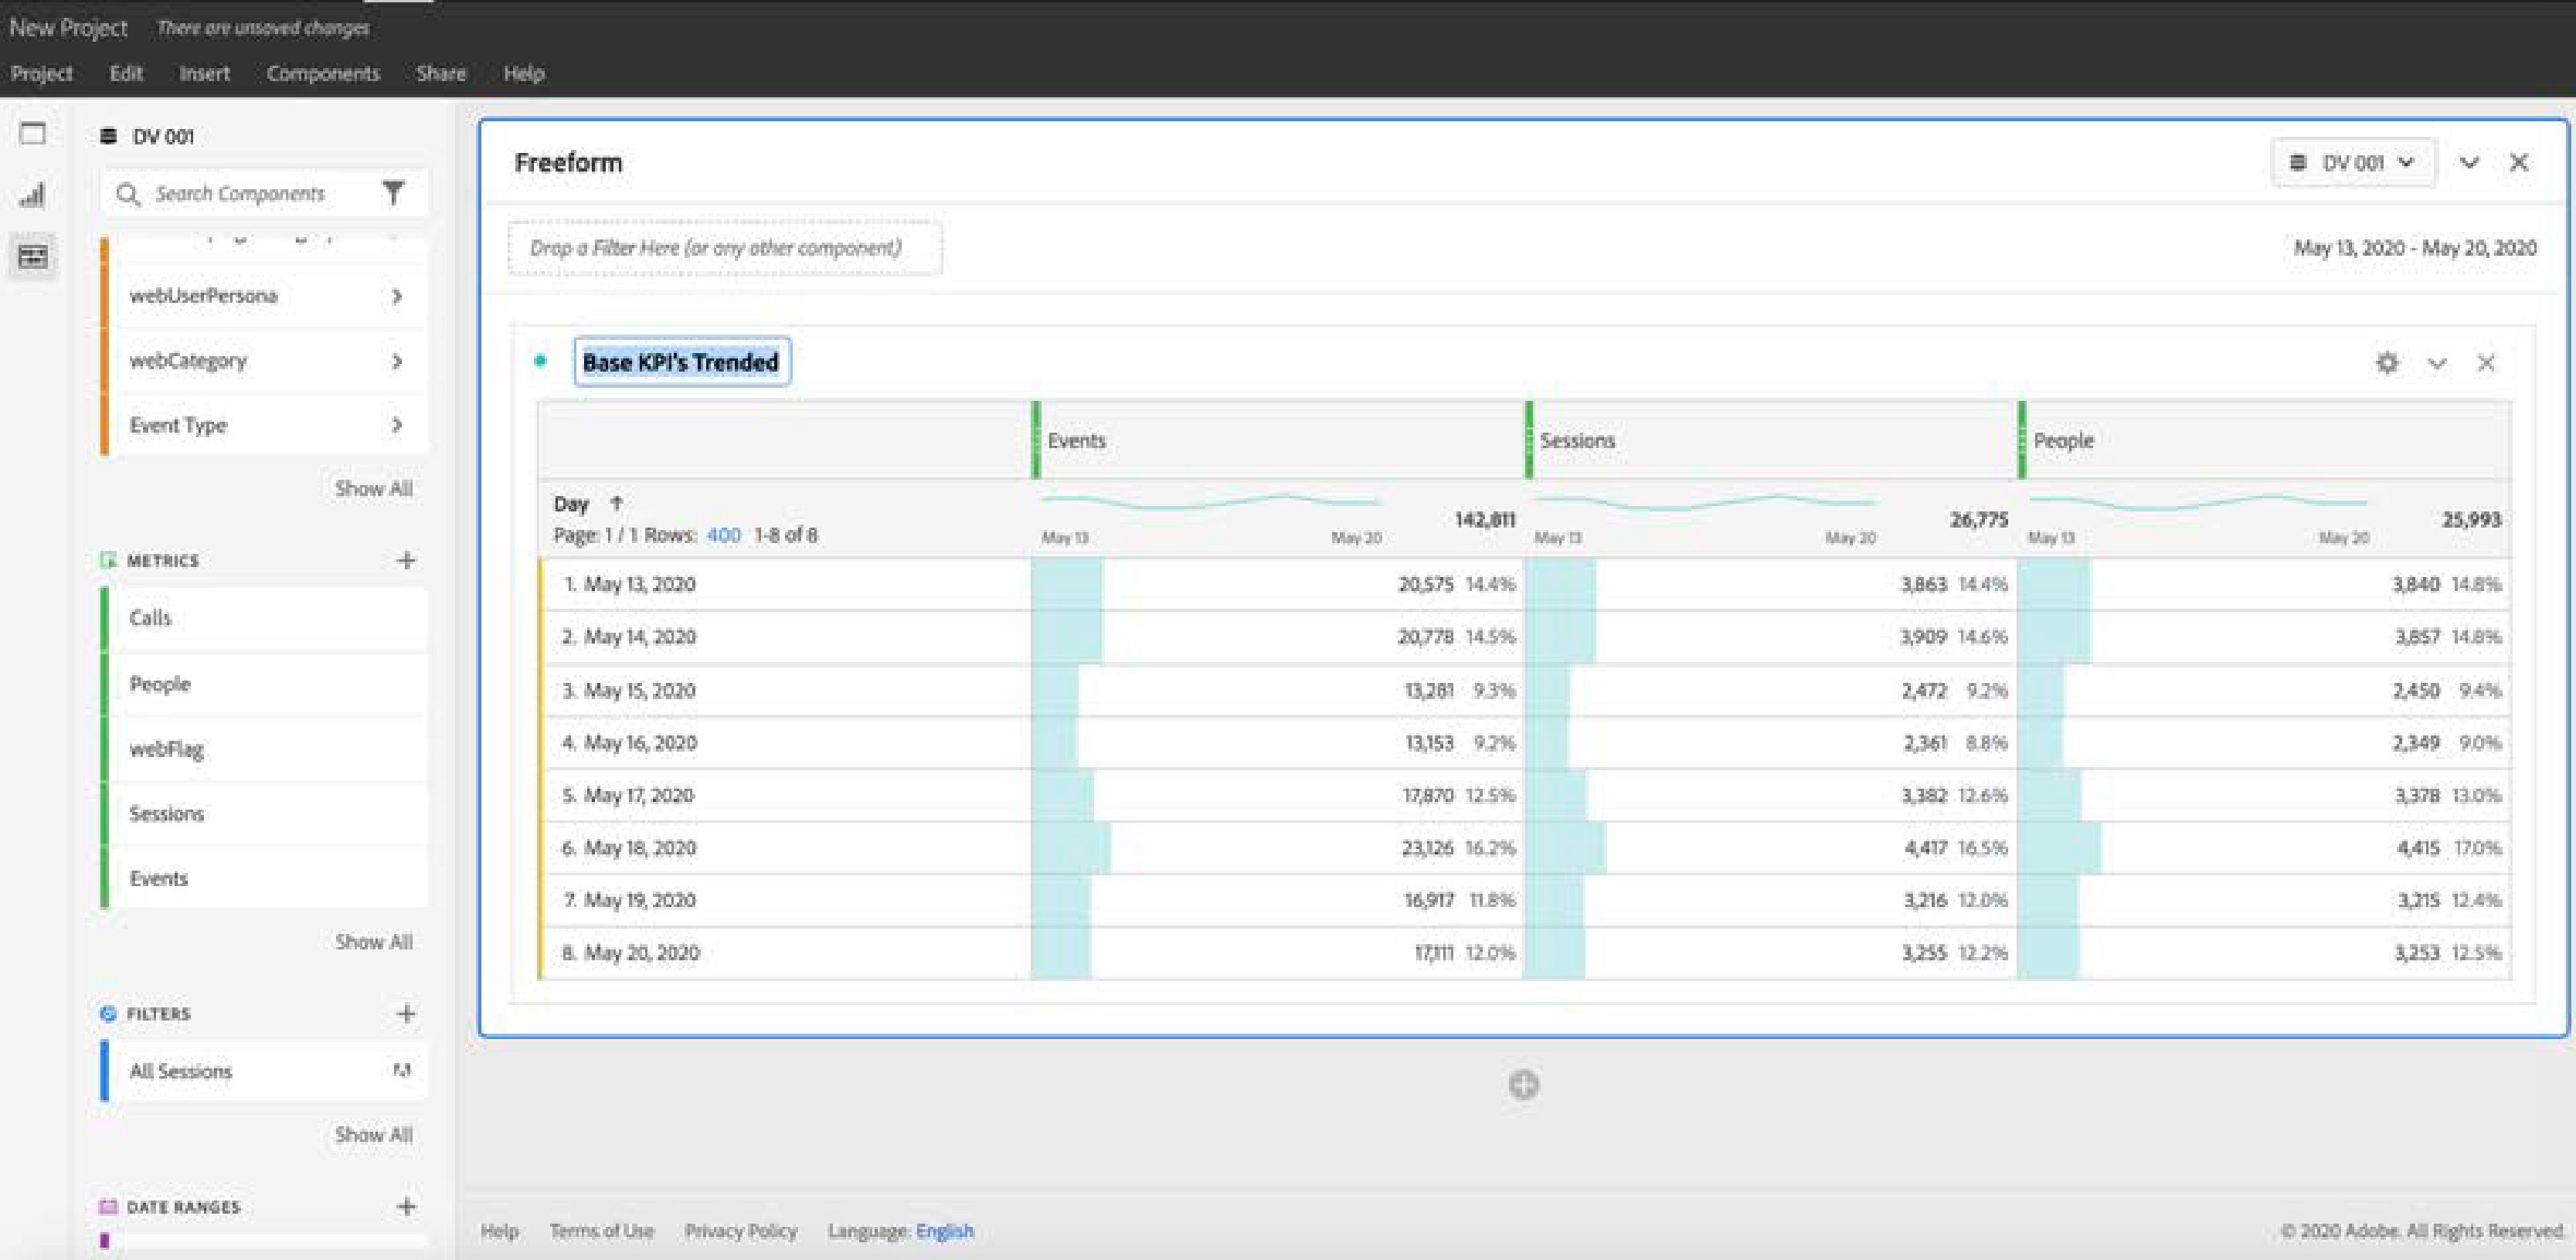 New Project There are unsaved changes
Project Edit Insert Components Share Help
DV 001
Search Components
webUserPersona
webCategory
Event Type
Show All
METRICS
Calls
People
webFlag
Sessions
Events
Show All
FILTERS
All Sessions
Show All
DATE RANGES
Freeform
DV 001
Drop a Filter Here (or any other component)
May 13, 2020 - May 20, 2020
Base KPI's Trended
Events Sessions People
Day ↑
142,811 26,775 25,993
Page: 1 / 1 Rows: 400 1-8 of 8 May 13 May 20 May 13 May 20 May 13 May 20
1. May 13, 2020 20,575 14.4% 3,863 14.4% 3,840 14.8%
2. May 14, 2020 20,778 14.5% 3,909 14.6% 3,857 14.8%
3. May 15, 2020 13,281 9.3% 2,472 9.2% 2,450 9.4%
4. May 16, 2020 13,153 9.2% 2,361 8.8% 2,349 9.0%
5. May 17, 2020 17,870 12.5% 3,382 12.6% 3,378 13.0%
6. May 18, 2020 23,126 16.2% 4,417 16.5% 4,415 17.0%
7. May 19, 2020 16,917 11.8% 3,216 12.0% 3,215 12.4%
8. May 20, 2020 17,111 12.0% 3,255 12.2% 3,253 12.5%
Help Terms of Use Privacy Policy Language: English
© 2020 Adobe. All Rights Reserved.